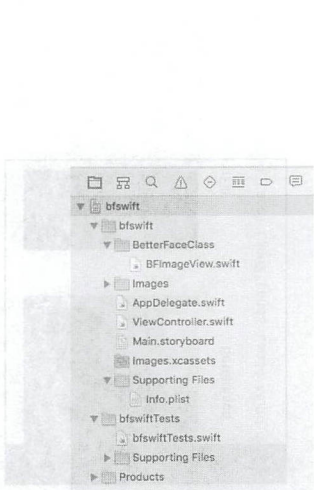 bfswift
bfswift
BetterFaceClass
BFImageView.swift
Images
AppDelegate.swift
ViewController.swift
Main.storyboard
Images.xcassets
Supporting Files
Info.plist
bfswiftTests
bfswiftTests.swift
Supporting Files
Products